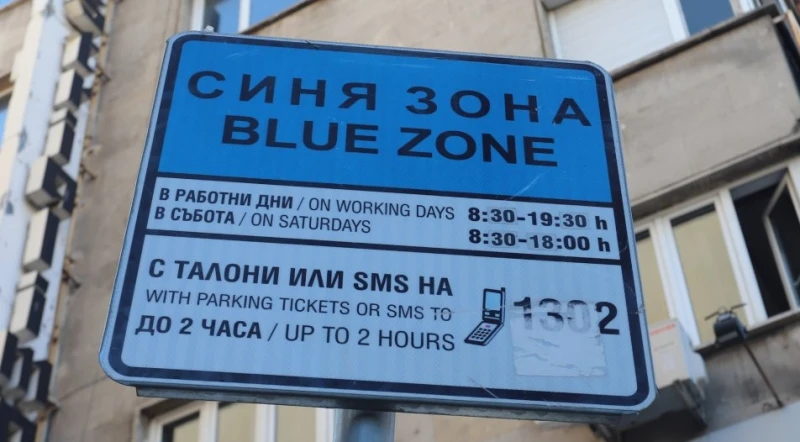 СИНЯ ЗОНА
BLUE ZONE
В РАБОТНИ ДНИ / ON WORKING DAYS 8:30-19:30 h
В СЪБОТА / ON SATURDAYS 8:30-18:00 h
С ТАЛОНИ ИЛИ SMS НА
WITH PARKING TICKETS OR SMS TO 1302
ДО 2 ЧАСА / UP TO 2 HOURS